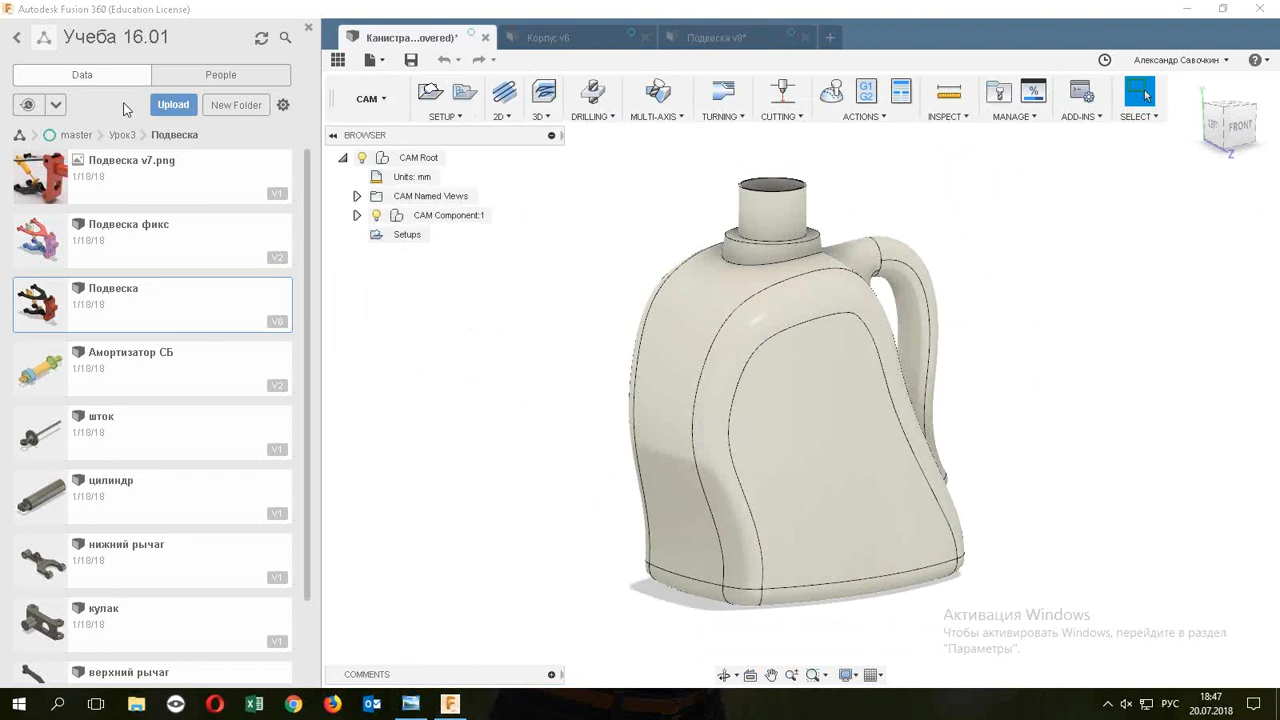 Autodesk Fusion 360 (Education License)
Учеба 16.01
Data
People
Upload
master
Урок3
Подвеска
Подвеска v7.png
1/18/18
V1
Подвеска фикс
1/18/18
V2
Подвеска
1/18/18
V8
Амортизатор СБ
1/18/18
V2
шток
1/18/18
V1
цилиндр
1/18/18
V1
нижний рычаг
1/18/18
V1
кулак
1/18/18
V1
верхний рычаг
Канистра...overed)*
Корпус v6
Подвеска v8*
Александр Савочкин
CAM
SETUP
2D
3D
DRILLING
MULTI-AXIS
TURNING
CUTTING
G1
G2
ACTIONS
INSPECT
MANAGE
ADD-INS
SELECT
BROWSER
CAM Root
Units: mm
CAM Named Views
CAM Component:1
Setups
LEFT
FRONT
Y
Z
Активация Windows
Чтобы активировать Windows, перейдите в раздел
"Параметры".
COMMENTS
РУС
18:47
20.07.2018